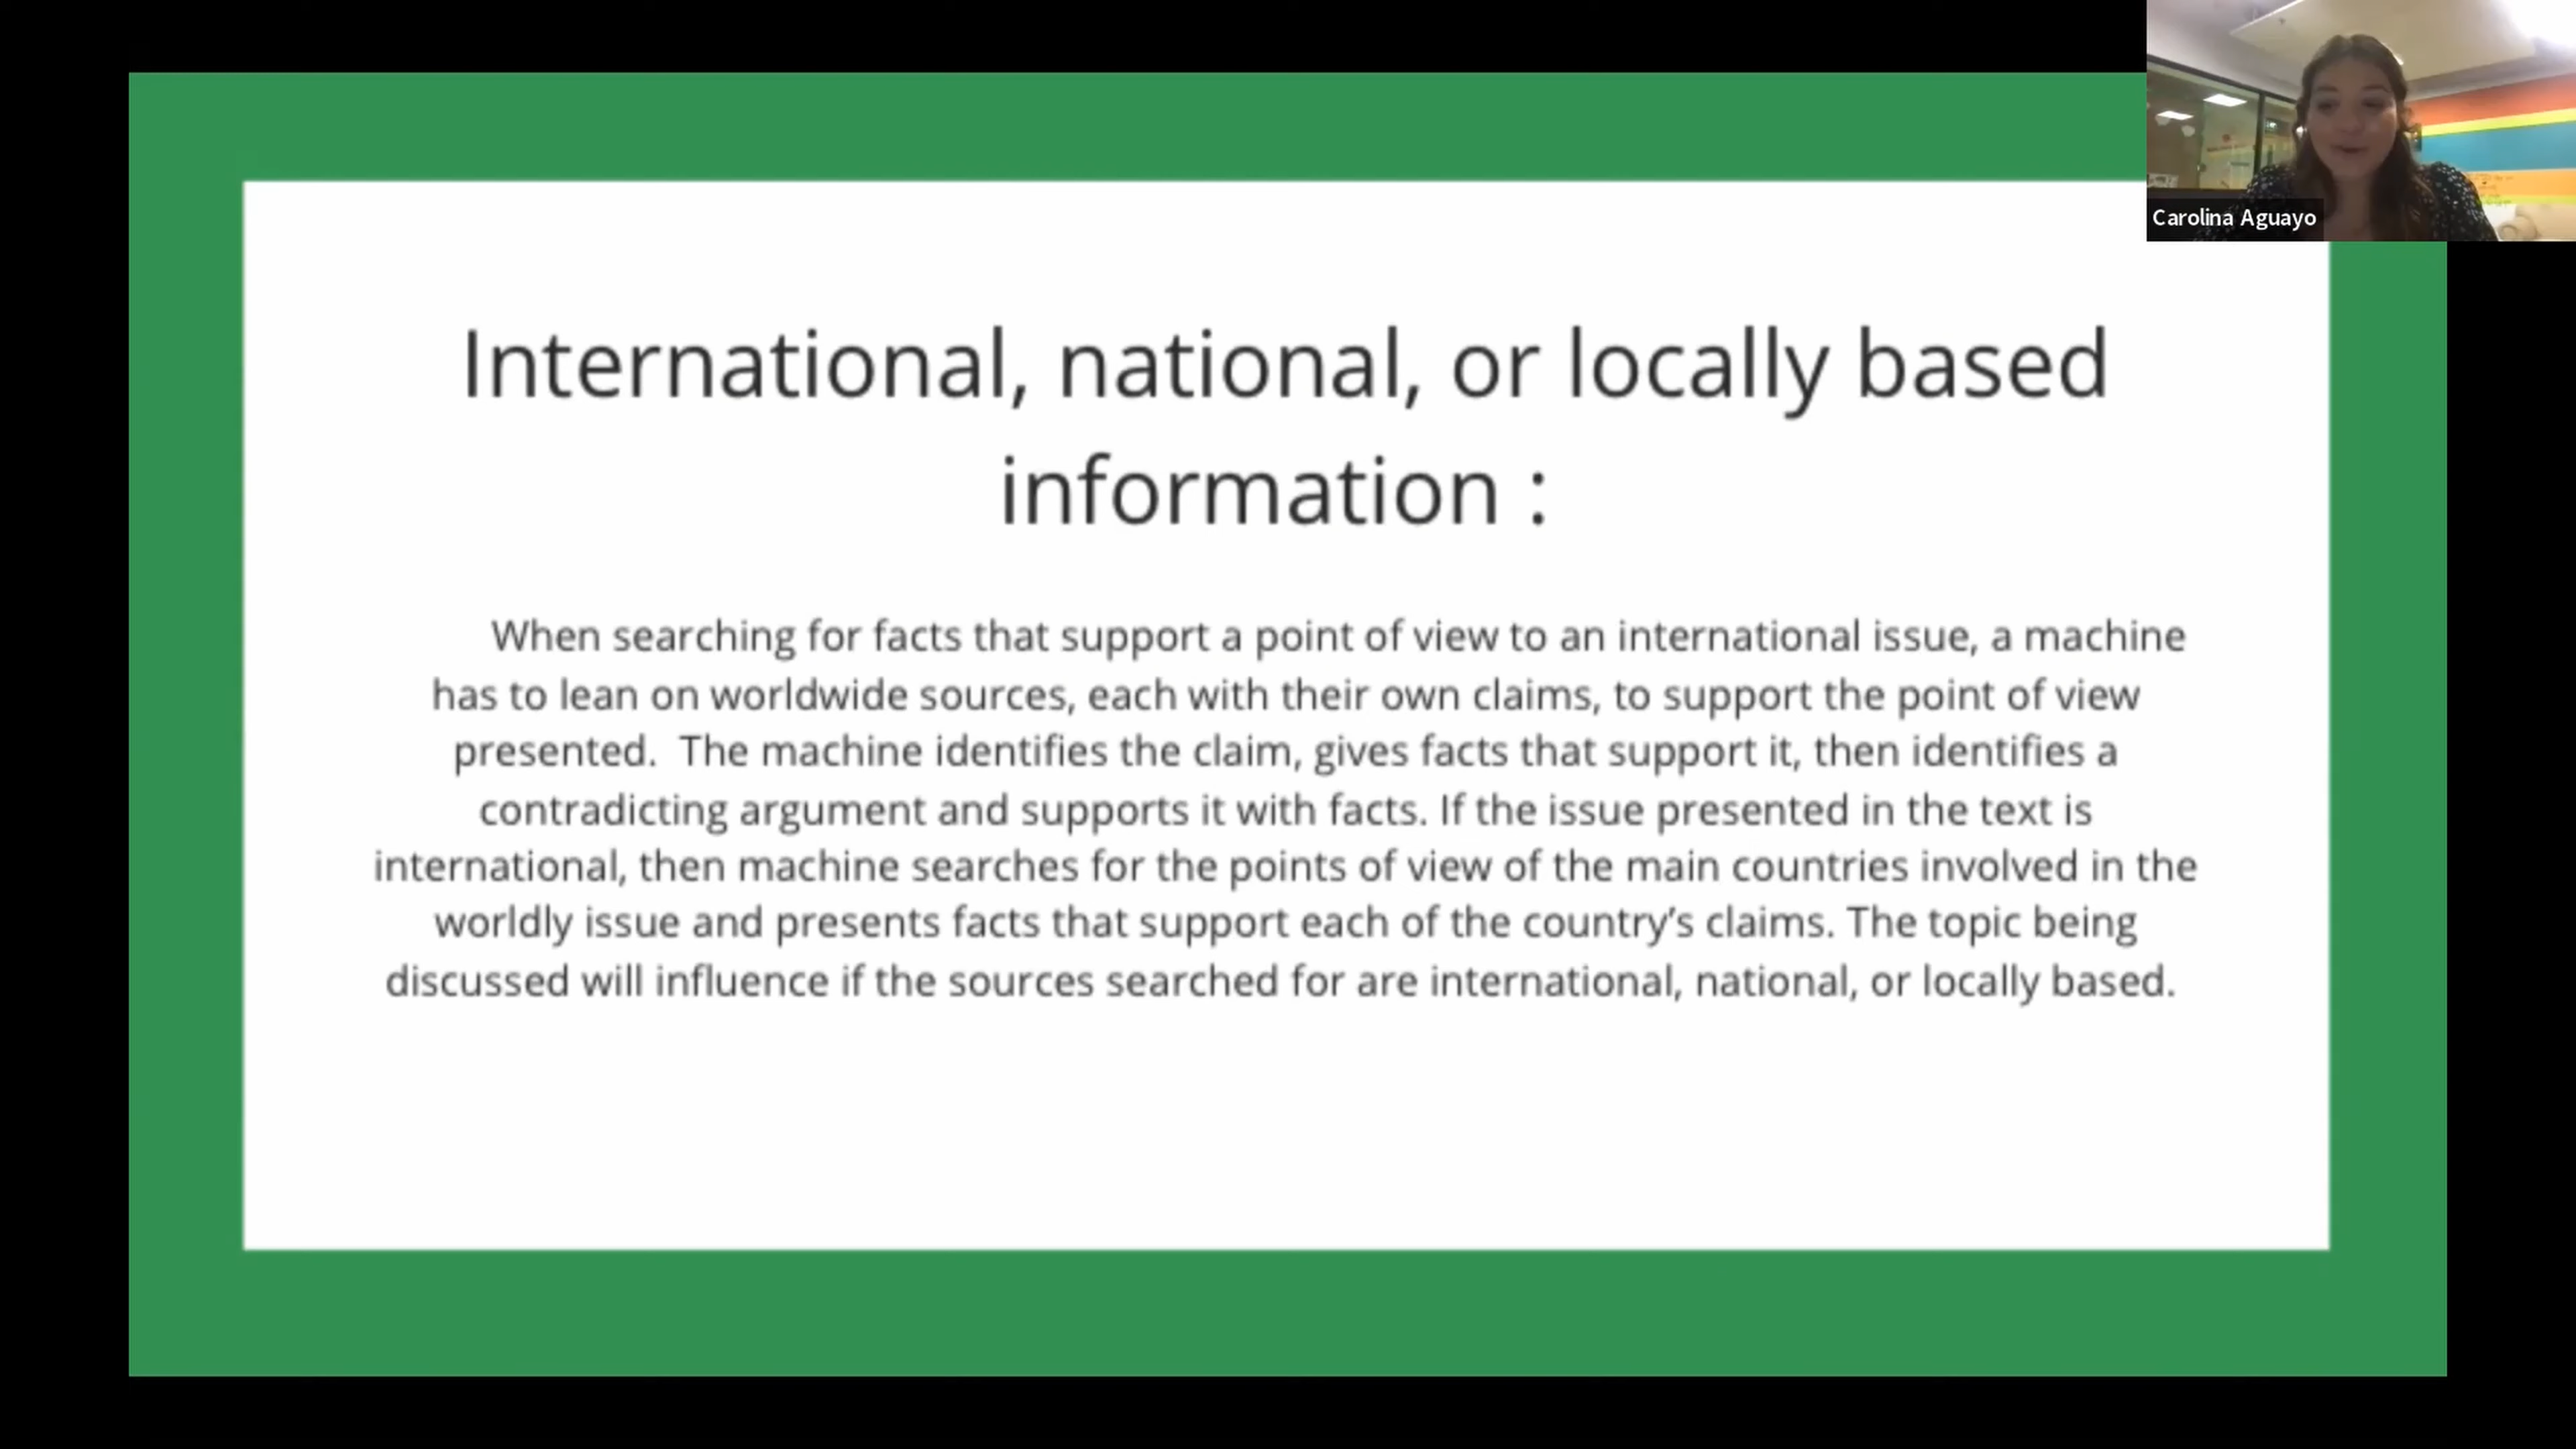 International, national, or locally based
information :
When searching for facts that support a point of view to an international issue, a machine
has to lean on worldwide sources, each with their own claims, to support the point of view
presented.  The machine identifies the claim, gives facts that support it, then identifies a
contradicting argument and supports it with facts. If the issue presented in the text is
international, then machine searches for the points of view of the main countries involved in the
worldly issue and presents facts that support each of the country’s claims. The topic being
discussed will influence if the sources searched for are international, national, or locally based.
Carolina Aguayo